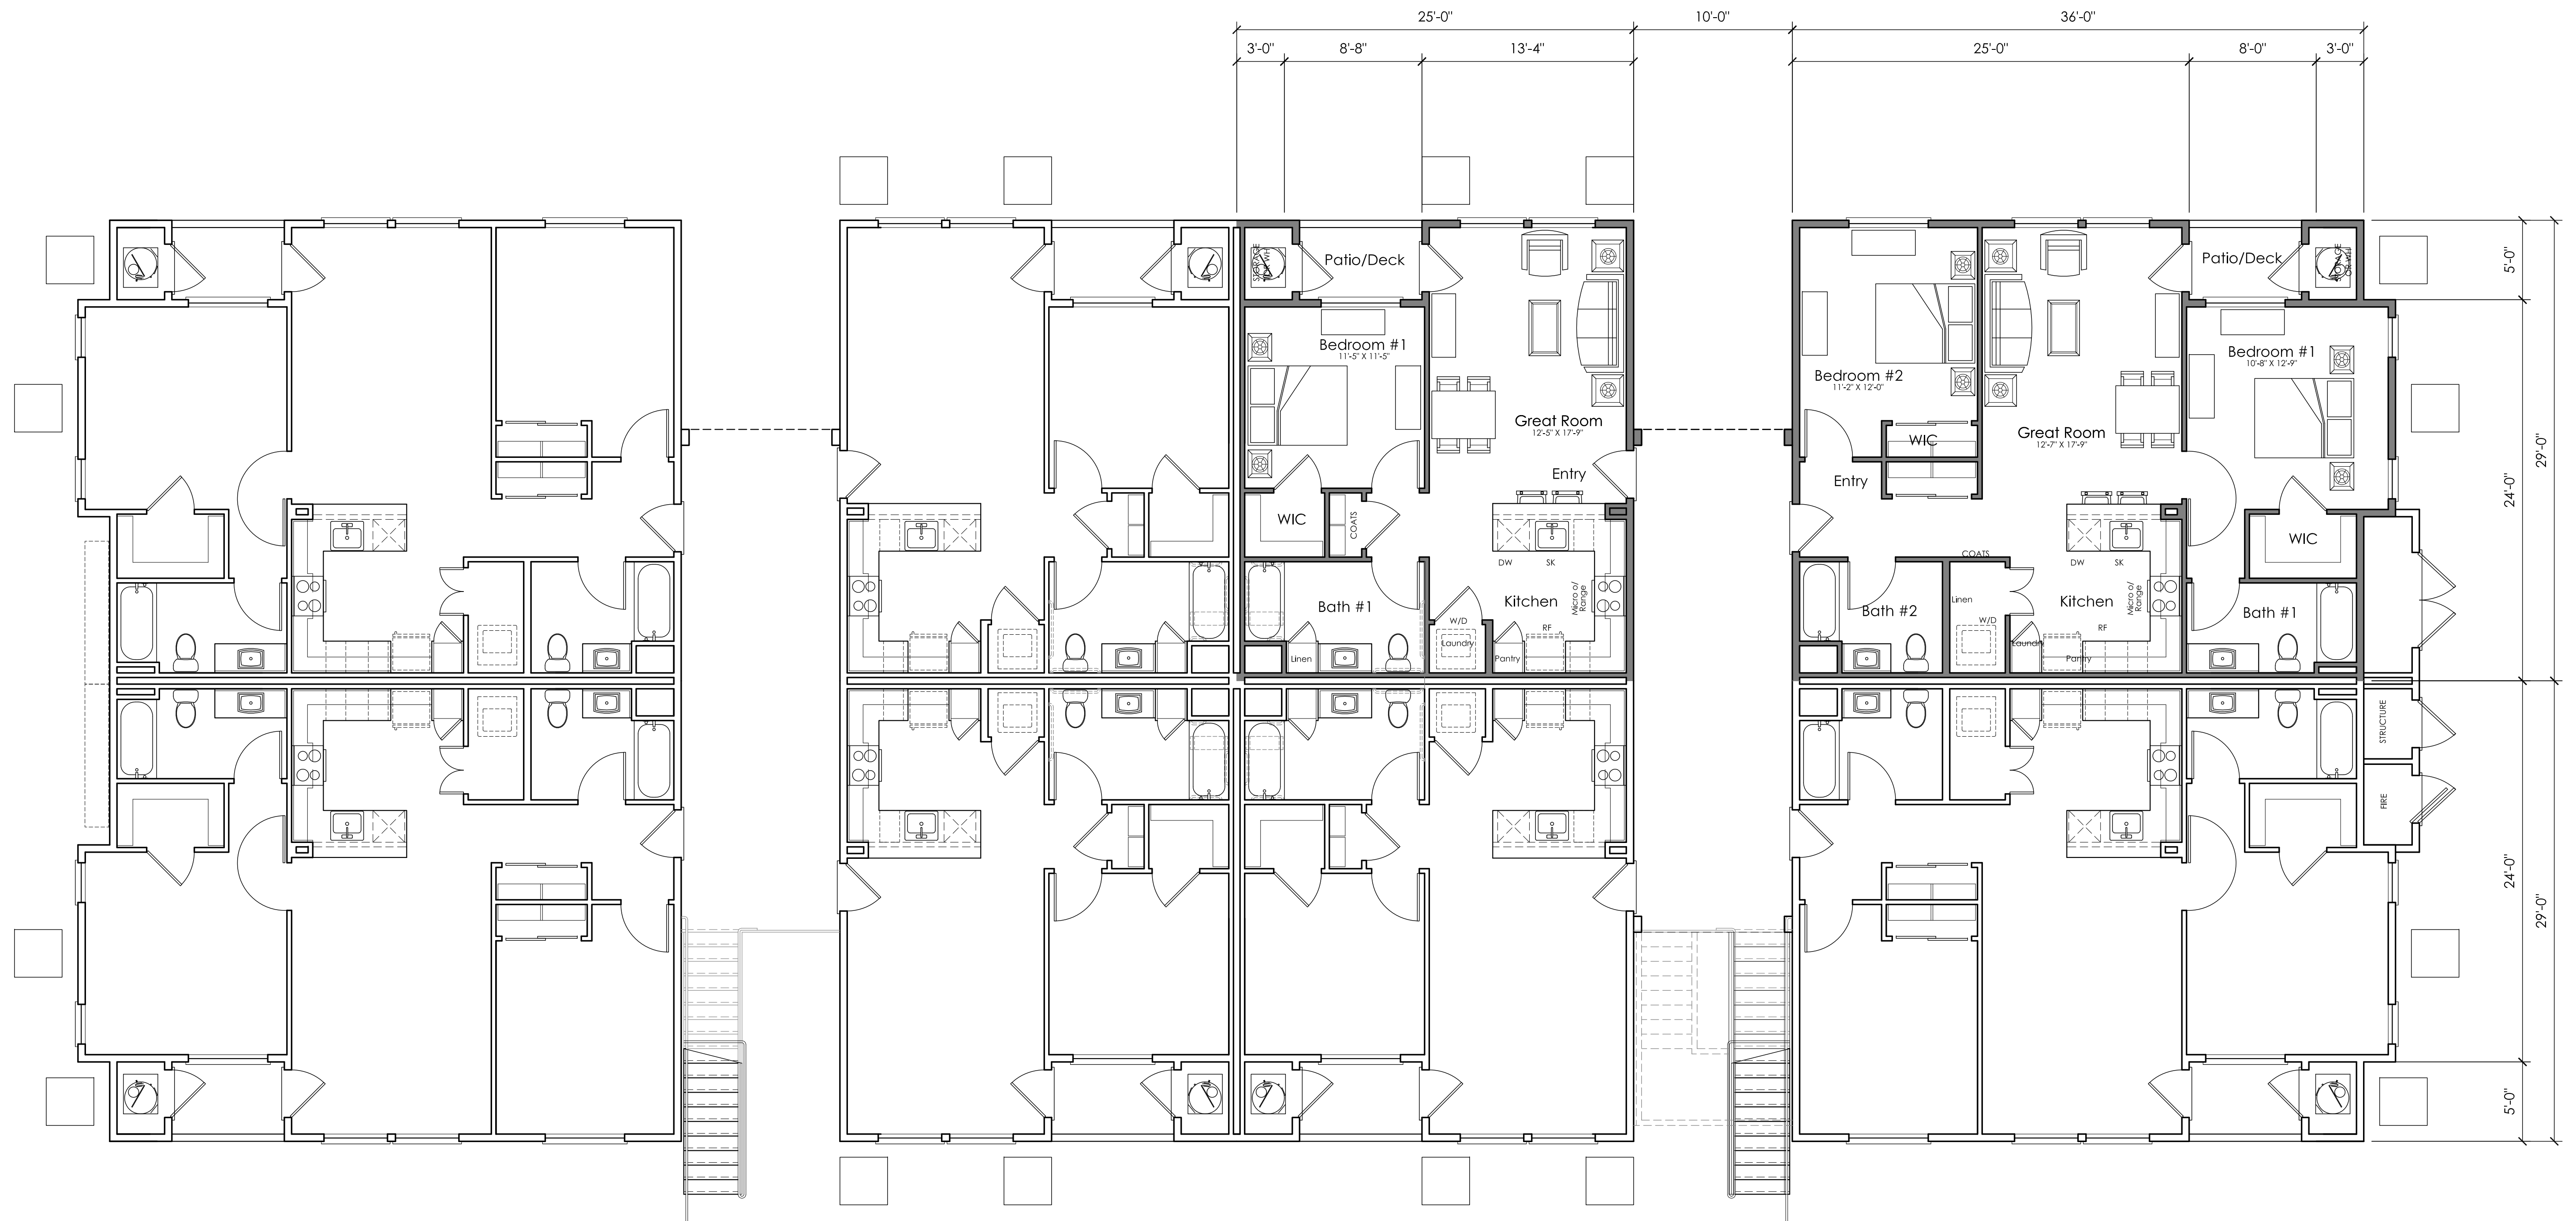 25'-0"
10'-0"
36'-0"
3'-0"
8'-8"
13'-4"
25'-0"
8'-0"
3'-0"
STORAGE
Patio/Deck
Bedroom #1
11'-5" X 11'-5"
Great Room
12'-5" X 17'-9"
Entry
WIC
COATS
DW
SK
Kitchen
Micro o/
Range
RF
Bath #1
Linen
W/D
Laundry
Pantry
Bedroom #2
11'-2" X 12'-0"
WIC
Entry
Great Room
12'-7" X 17'-9"
Patio/Deck
STORAGE
Bedroom #1
10'-8" X 12'-9"
WIC
COATS
Linen
W/D
Laundry
Pantry
DW
SK
Kitchen
Micro o/
Range
RF
Bath #2
Bath #1
STRUCTURE
FIRE
5'-0"
24'-0"
29'-0"
24'-0"
29'-0"
5'-0"